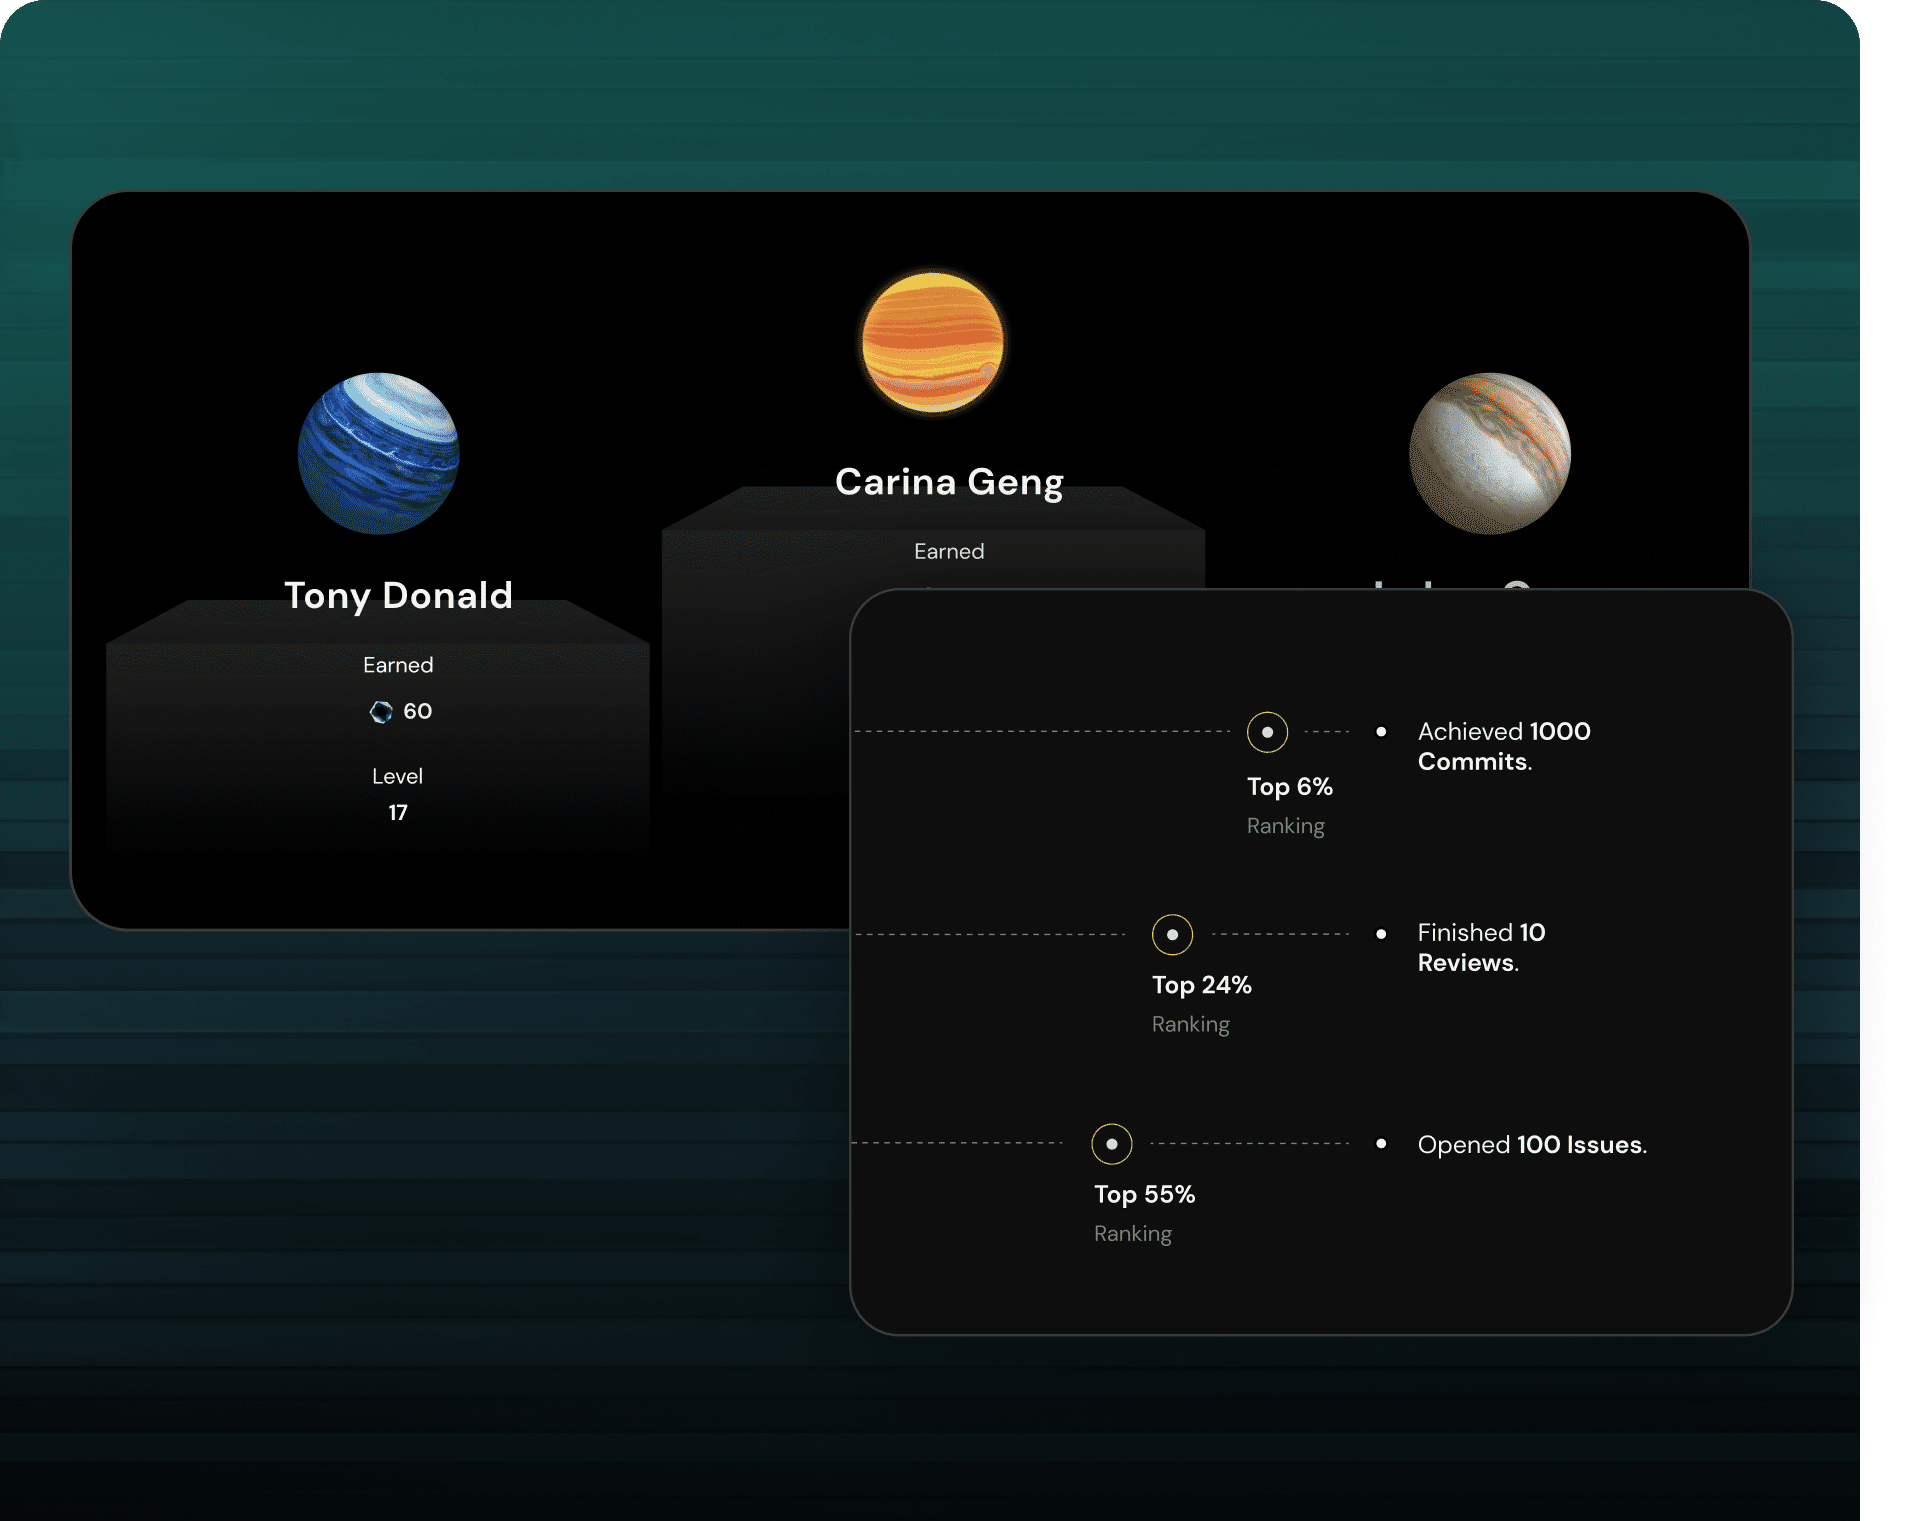 Carina Geng
Earned
Tony Donald
Earned
60
Level
17
Achieved 1000
Commits.
Top 6%
Ranking
Finished 10
Reviews.
Top 24%
Ranking
Opened 100 Issues.
Top 55%
Ranking